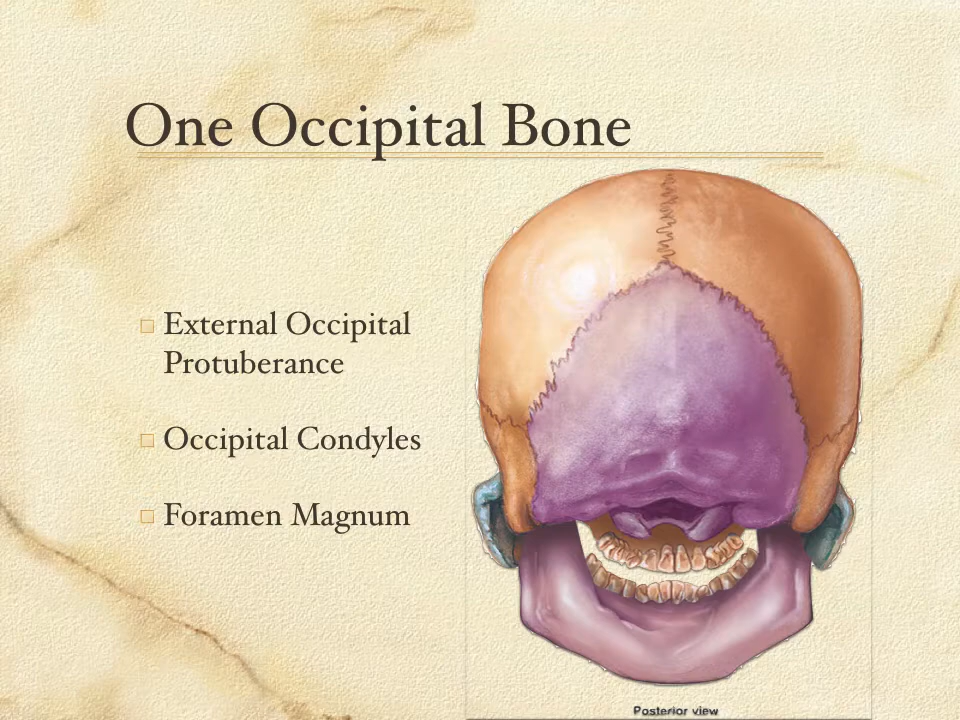 One Occipital Bone
External Occipital
Protuberance
Occipital Condyles
Foramen Magnum
Posterior view